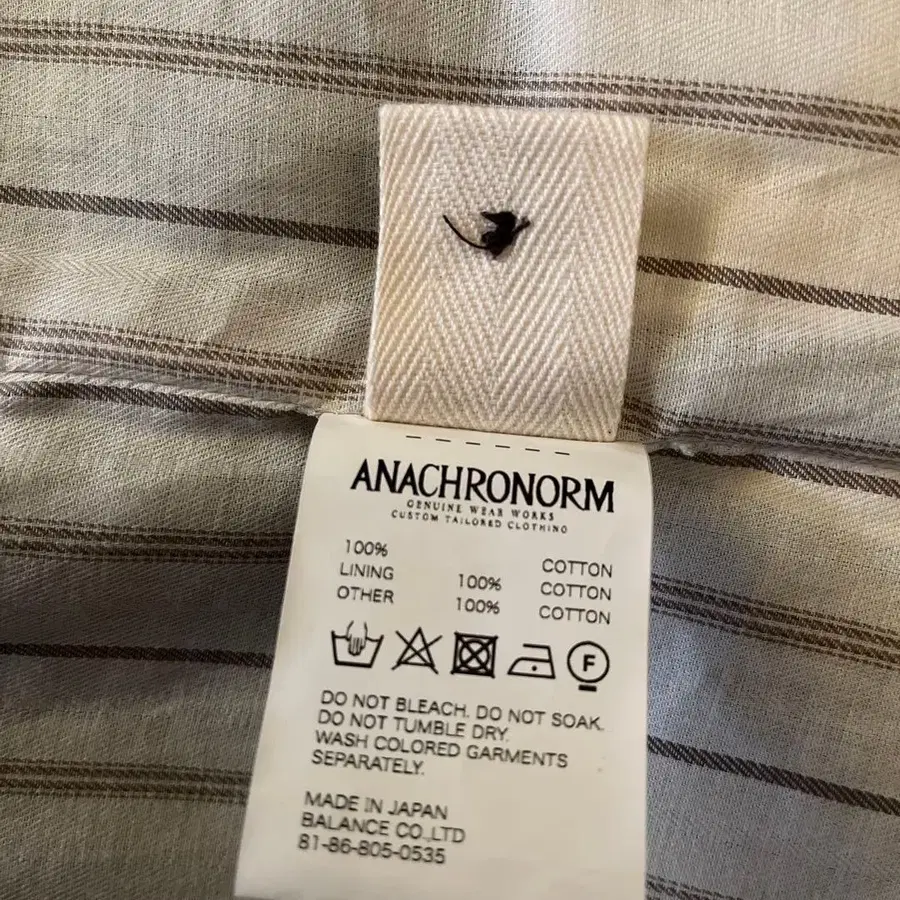 ANACHRONORM
GENUINE WEAR WORKS
CUSTOM TAILORED CLOTHING
100% COTTON
LINING 100% COTTON
OTHER 100% COTTON
F
DO NOT BLEACH. DO NOT SOAK.
DO NOT TUMBLE DRY.
WASH COLORED GARMENTS
SEPARATELY.
MADE IN JAPAN
BALANCE CO.,LTD
81-86-805-0535